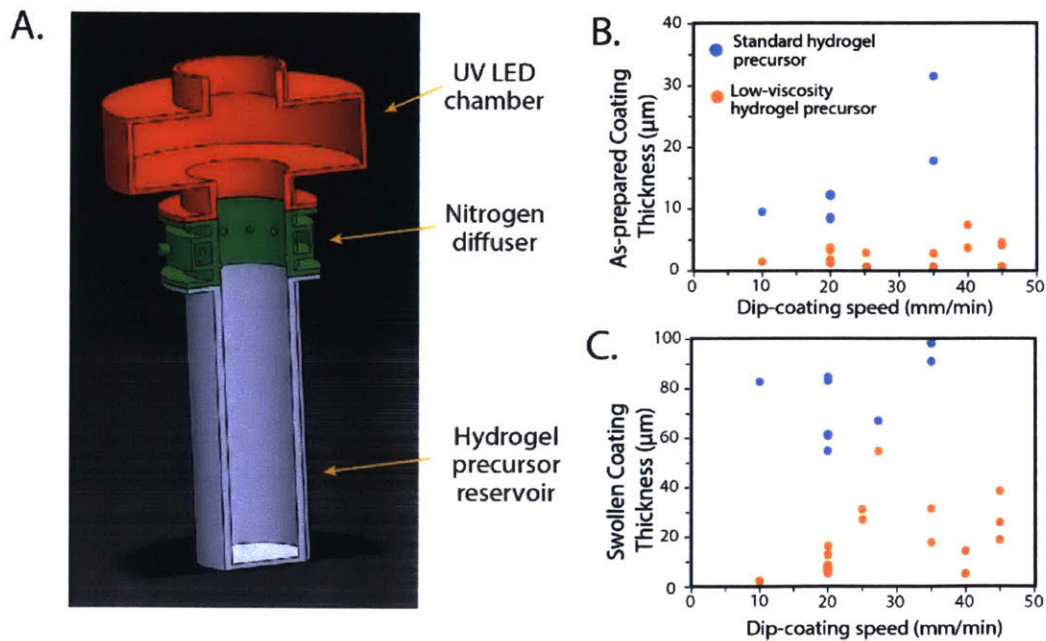 A.
UV LED
chamber
Nitrogen
diffuser
Hydrogel
precursor
reservoir
B.
As-prepared Coating
Thickness (µm)
40
30
20
10
0
Standard hydrogel
precursor
Low-viscosity
hydrogel precursor
0 10 20 30 40 50
Dip-coating speed (mm/min)
C.
Swollen Coating
Thickness (µm)
100
80
60
40
20
0
0 10 20 30 40 50
Dip-coating speed (mm/min)